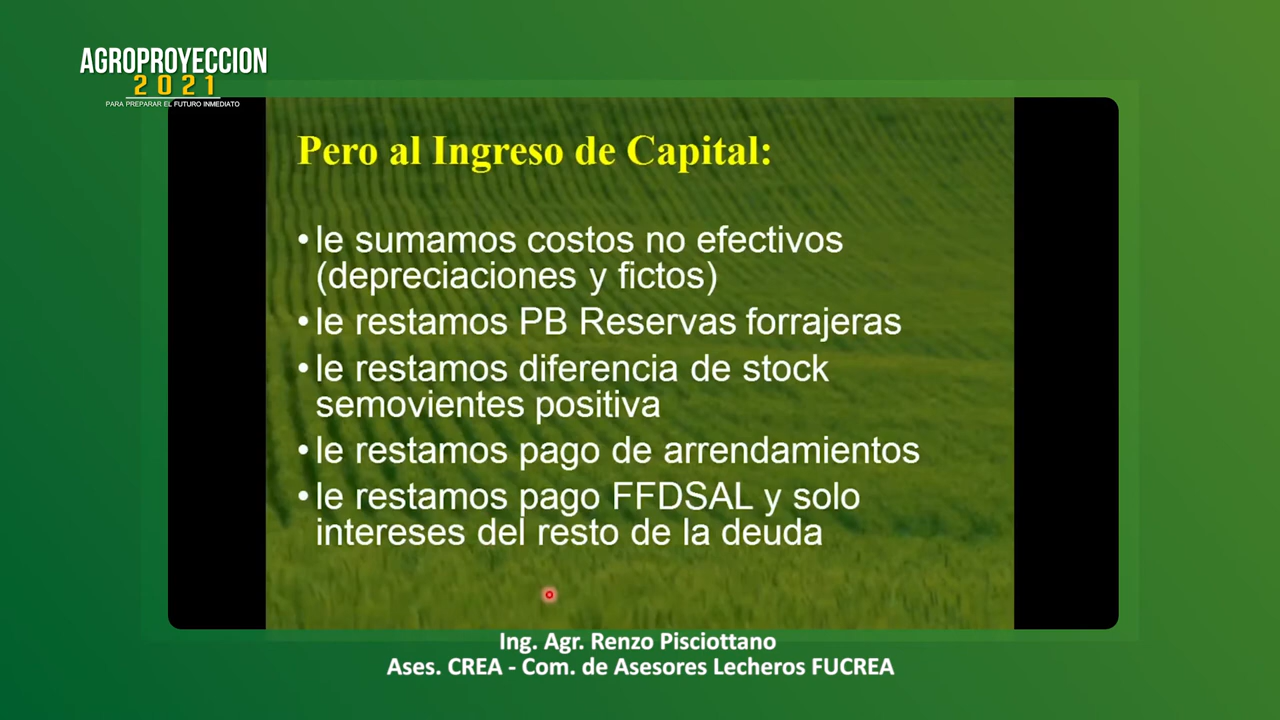 AGROPROYECCION
2021
PARA PREPARAR EL FUTURO INMEDIATO
Pero al Ingreso de Capital:
• le sumamos costos no efectivos
(depreciaciones y fictos)
• le restamos PB Reservas forrajeras
• le restamos diferencia de stock
semovientes positiva
• le restamos pago de arrendamientos
• le restamos pago FFDSAL y solo
intereses del resto de la deuda
Ing. Agr. Renzo Pisciottano
Ases. CREA - Com. de Asesores Lecheros FUCREA